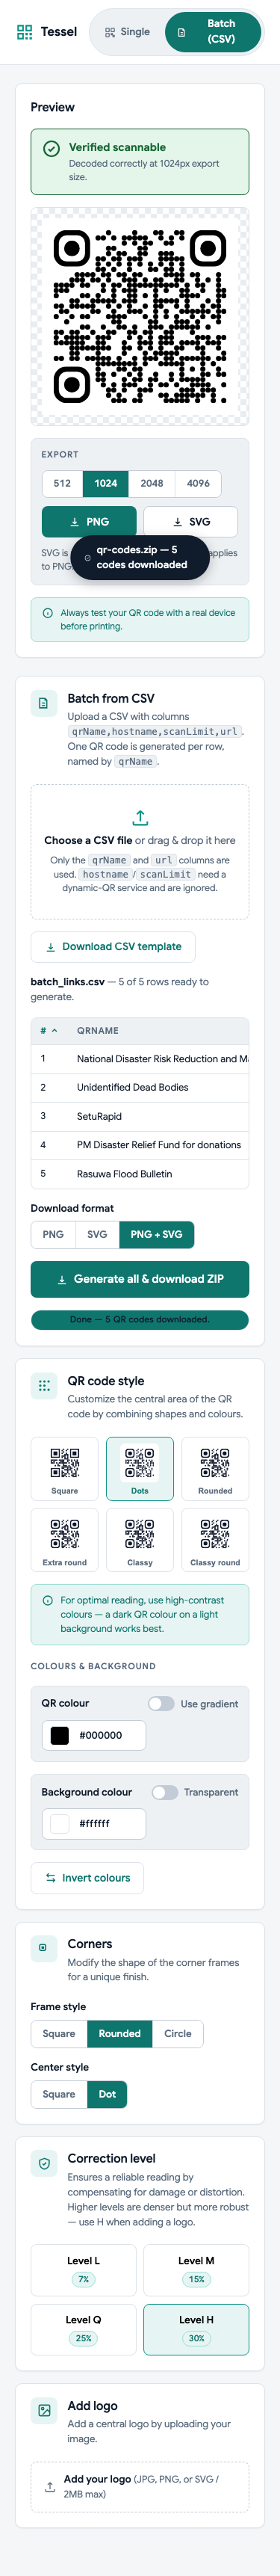 Tessel
Single
Batch
(CSV)
Preview
Verified scannable
Decoded correctly at 1024px export
size.
EXPORT
512
1024
2048
4096
PNG
SVG
SVG is
applies
to PNG
qr-codes.zip — 5
codes downloaded
Always test your QR code with a real device
before printing.
Batch from CSV
Upload a CSV with columns
qrName,hostname,scanLimit,url.
One QR code is generated per row,
named by qrName.
Choose a CSV file or drag & drop it here
Only the qrName and url columns are
used. hostname/scanLimit need a
dynamic-QR service and are ignored.
Download CSV template
batch_links.csv — 5 of 5 rows ready to
generate.
# QRNAME
1 National Disaster Risk Reduction and Ma
2 Unidentified Dead Bodies
3 SetuRapid
4 PM Disaster Relief Fund for donations
5 Rasuwa Flood Bulletin
Download format
PNG
SVG
PNG + SVG
Generate all & download ZIP
Done — 5 QR codes downloaded.
QR code style
Customize the central area of the QR
code by combining shapes and colours.
Square
Dots
Rounded
Extra round
Classy
Classy round
For optimal reading, use high-contrast
colours — a dark QR colour on a light
background works best.
COLOURS & BACKGROUND
QR colour
Use gradient
#000000
Background colour
Transparent
#ffffff
Invert colours
Corners
Modify the shape of the corner frames
for a unique finish.
Frame style
Square
Rounded
Circle
Center style
Square
Dot
Correction level
Ensures a reliable reading by
compensating for damage or distortion.
Higher levels are denser but more robust
— use H when adding a logo.
Level L
7%
Level M
15%
Level Q
25%
Level H
30%
Add logo
Add a central logo by uploading your
image.
Add your logo (JPG, PNG, or SVG /
2MB max)